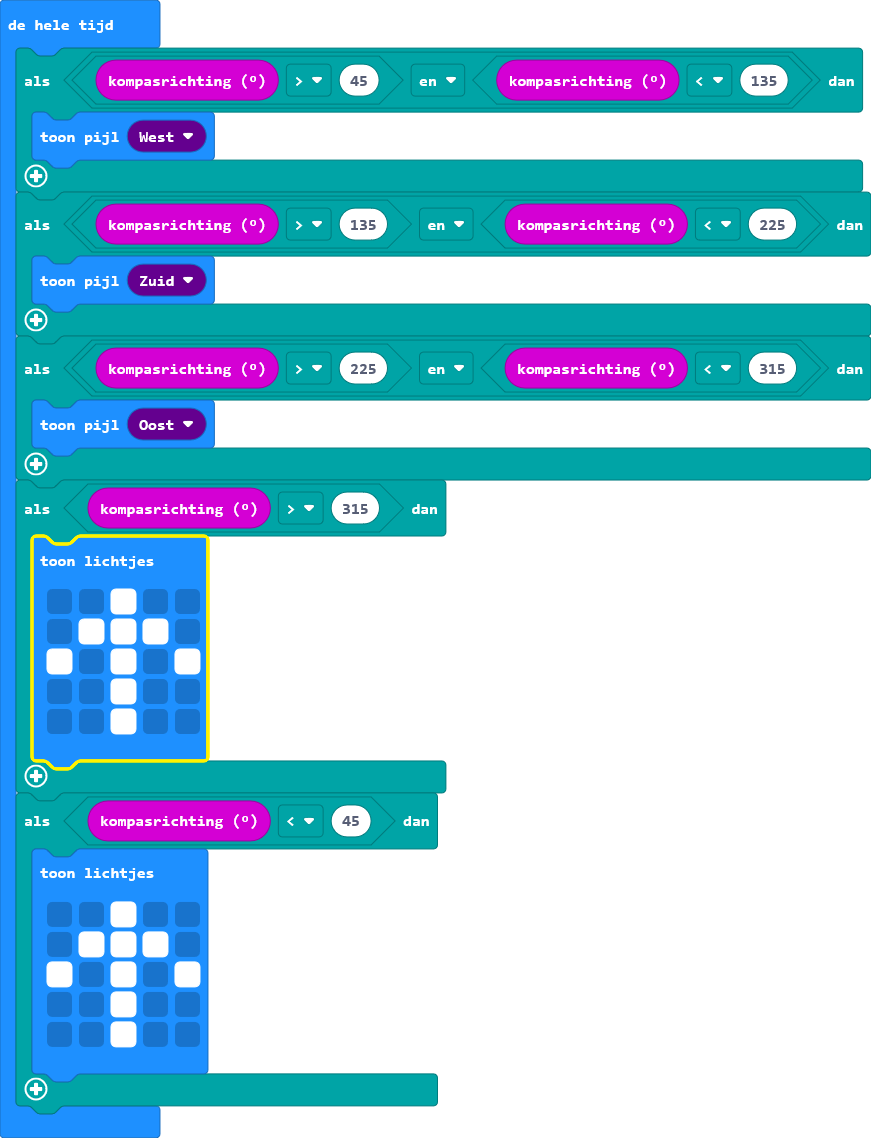 de hele tijd
als kompasrichting (º) > 45 en kompasrichting (º) < 135 dan
toon pijl West
als kompasrichting (º) > 135 en kompasrichting (º) < 225 dan
toon pijl Zuid
als kompasrichting (º) > 225 en kompasrichting (º) < 315 dan
toon pijl Oost
als kompasrichting (º) > 315 dan
toon lichtjes
als kompasrichting (º) < 45 dan
toon lichtjes